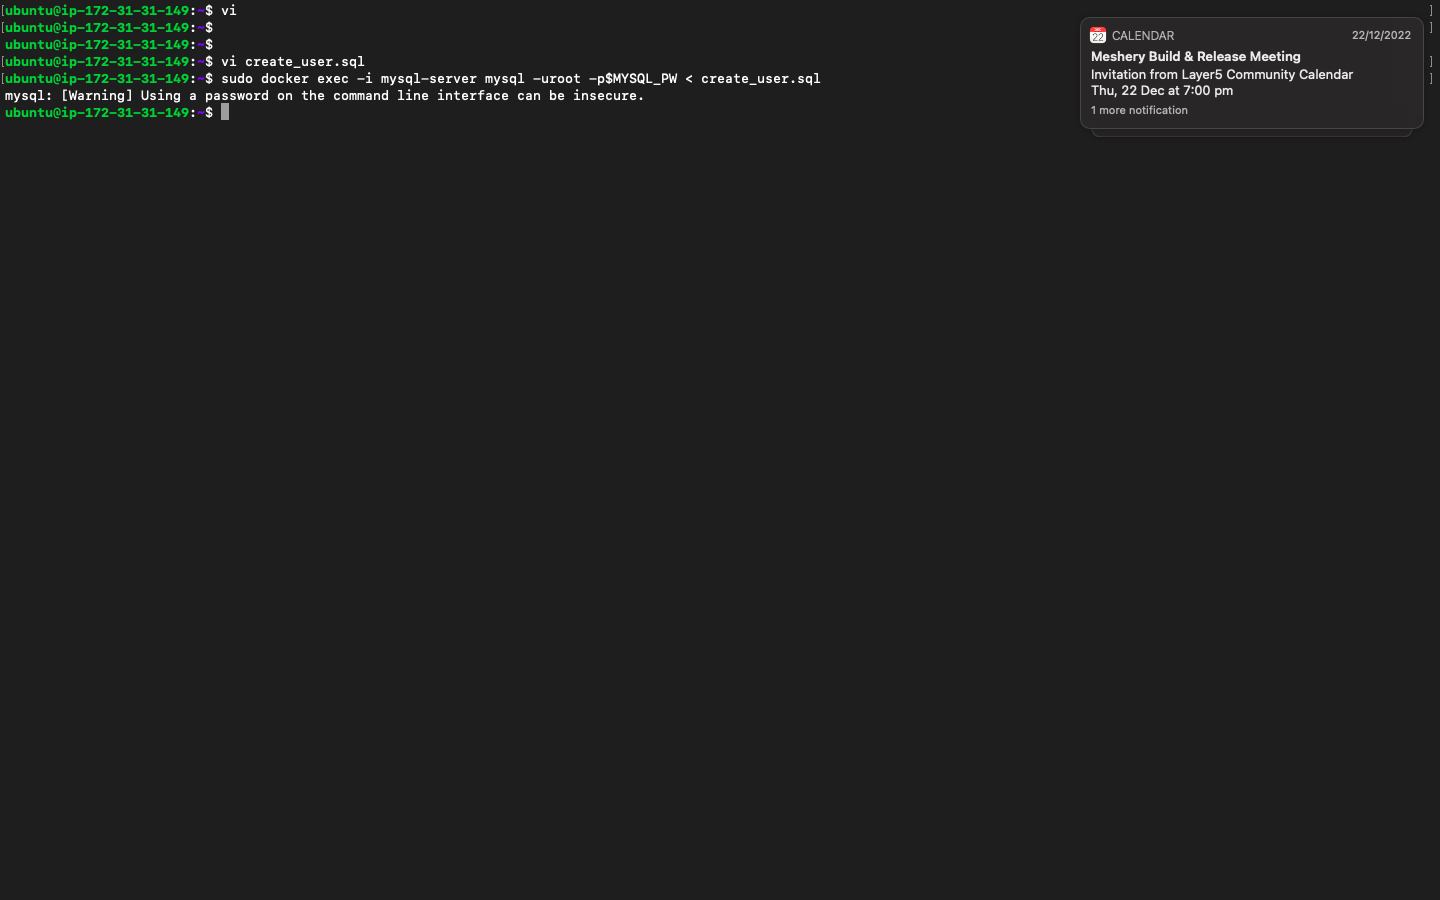 [ubuntu@ip-172-31-31-149:~$ vi ]
[ubuntu@ip-172-31-31-149:~$ ]
ubuntu@ip-172-31-31-149:~$
[ubuntu@ip-172-31-31-149:~$ vi create_user.sql ]
[ubuntu@ip-172-31-31-149:~$ sudo docker exec -i mysql-server mysql -uroot -p$MYSQL_PW < create_user.sql ]
mysql: [Warning] Using a password on the command line interface can be insecure.
ubuntu@ip-172-31-31-149:~$
DEC
22
CALENDAR 22/12/2022
Meshery Build & Release Meeting
Invitation from Layer5 Community Calendar
Thu, 22 Dec at 7:00 pm
1 more notification